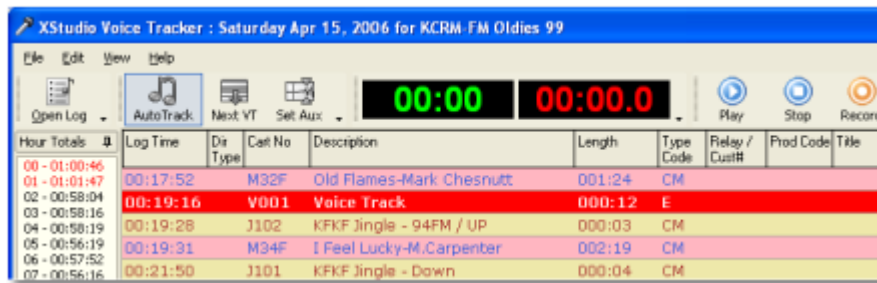 XStudio Voice Tracker : Saturday Apr 15, 2006 for KCRM-FM Oldies 99
File Edit View Help
00:00 00:00.0
Open Log AutoTrack Next VT Set Aux Play Stop Record
Hour Totals Log Time Dir Type Cart No Description Length Type Code Relay / Cust# Prod Code Title
00 - 01:00:46
01 - 01:01:47
02 - 00:58:04
03 - 00:58:16
04 - 00:58:19
05 - 00:56:19
06 - 00:57:52
07 - 00:56:16
00:17:52 M32F Old Flames-Mark Chesnutt 001:24 CM
00:19:16 V001 Voice Track 000:12 E
00:19:28 J102 KFKF Jingle - 94FM / UP 000:03 CM
00:19:31 M34F I Feel Lucky-M.Carpenter 002:19 CM
00:21:50 J101 KFKF Jingle - Down 000:04 CM